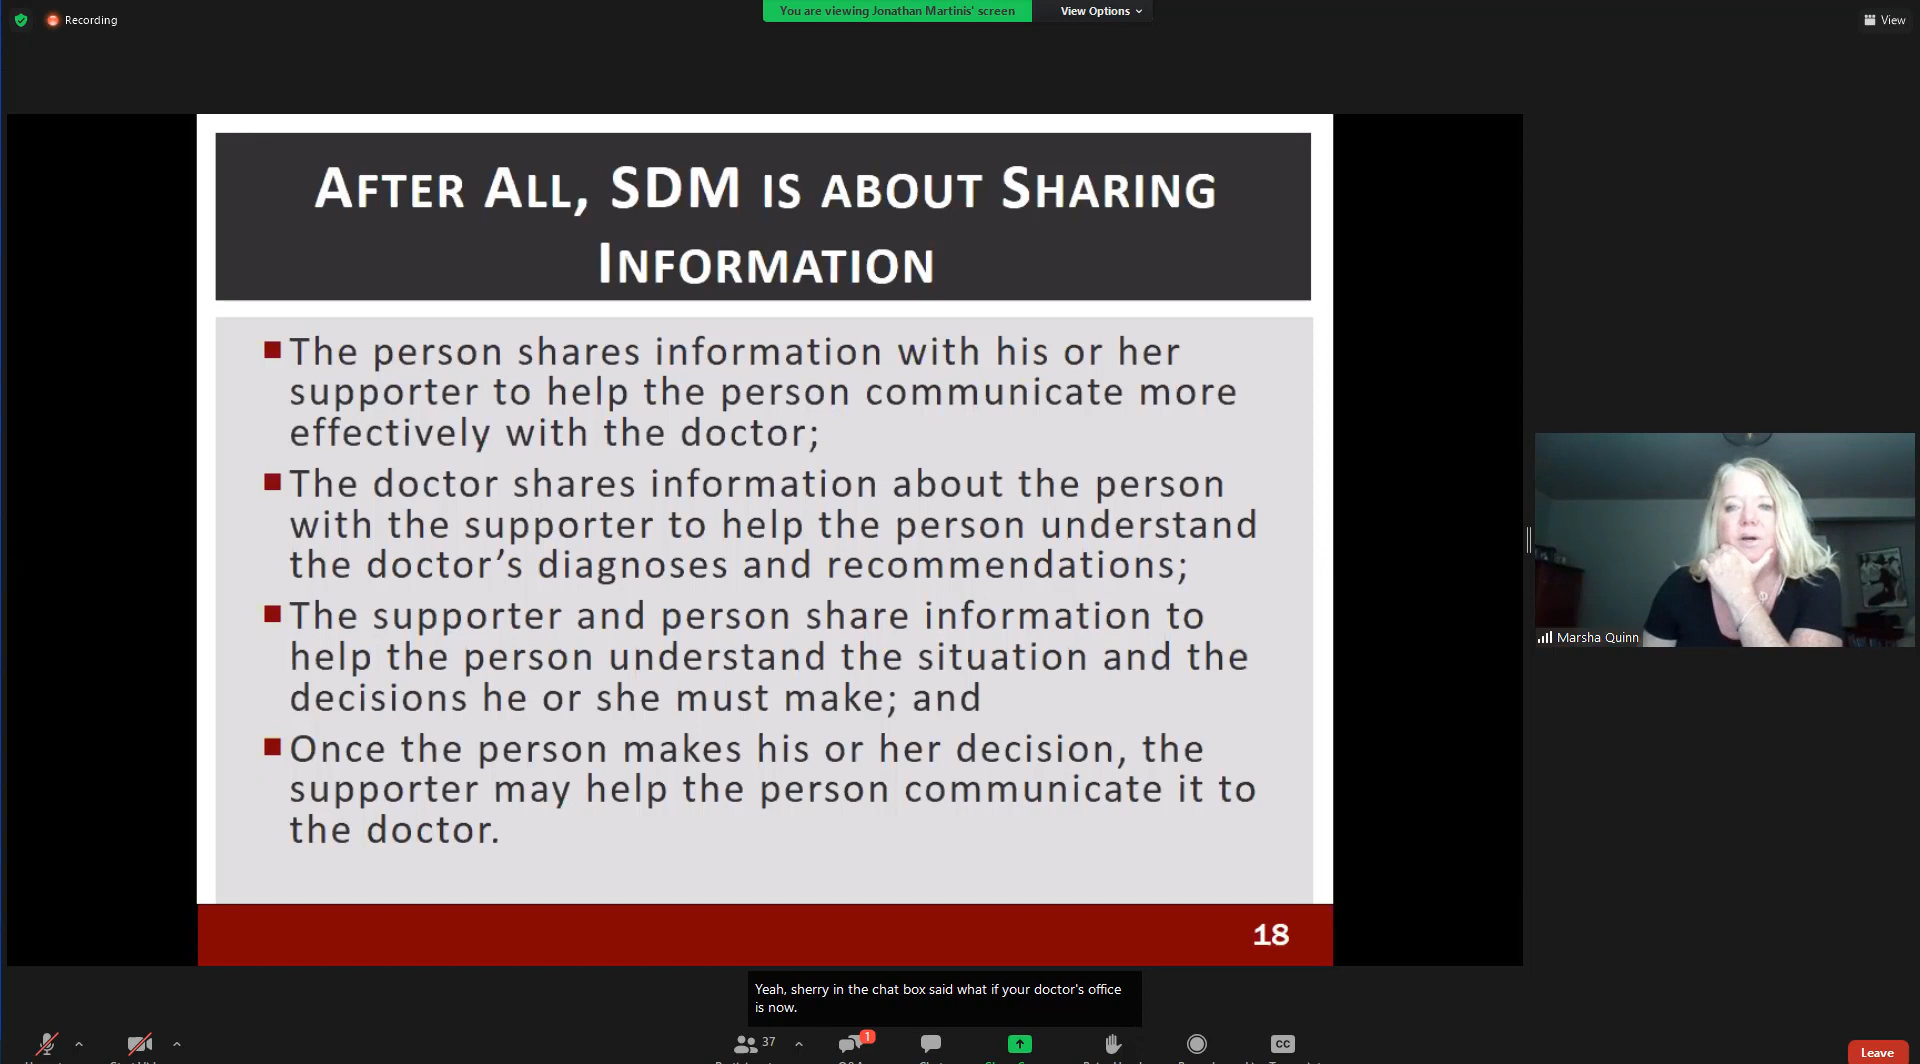 Recording
You are viewing Jonathan Martinis' screen
View Options
View
AFTER ALL, SDM IS ABOUT SHARING
INFORMATION
The person shares information with his or her
supporter to help the person communicate more
effectively with the doctor;
The doctor shares information about the person
with the supporter to help the person understand
the doctor's diagnoses and recommendations;
The supporter and person share information to
help the person understand the situation and the
decisions he or she must make; and
Once the person makes his or her decision, the
supporter may help the person communicate it to
the doctor.
18
Marsha Quinn
Yeah, sherry in the chat box said what if your doctor's office
is now.
37
1
CC
Leave